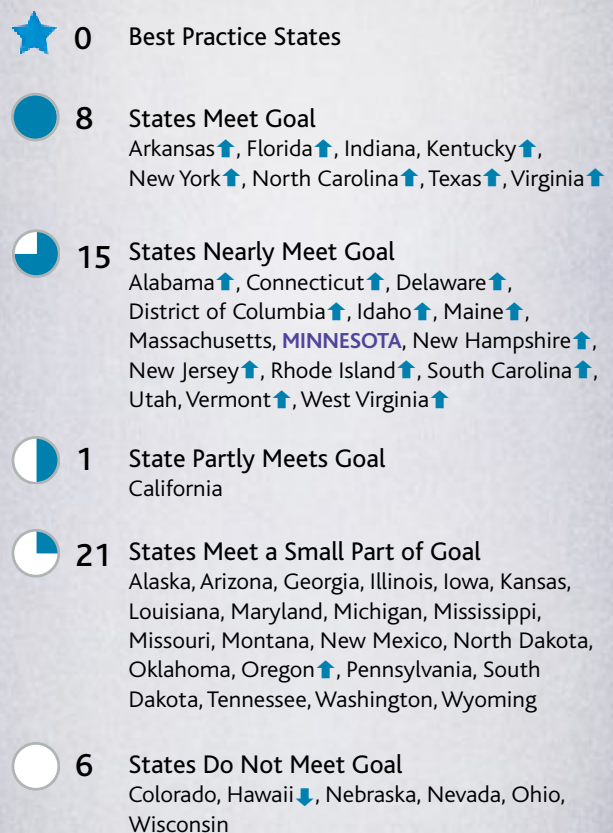 0 Best Practice States
8 States Meet Goal
Arkansas⬆, Florida⬆, Indiana, Kentucky⬆,
New York⬆, North Carolina⬆, Texas⬆, Virginia⬆
15 States Nearly Meet Goal
Alabama⬆, Connecticut⬆, Delaware⬆,
District of Columbia⬆, Idaho⬆, Maine⬆,
Massachusetts, MINNESOTA, New Hampshire⬆,
New Jersey⬆, Rhode Island⬆, South Carolina⬆,
Utah, Vermont⬆, West Virginia⬆
1 State Partly Meets Goal
California
21 States Meet a Small Part of Goal
Alaska, Arizona, Georgia, Illinois, Iowa, Kansas,
Louisiana, Maryland, Michigan, Mississippi,
Missouri, Montana, New Mexico, North Dakota,
Oklahoma, Oregon⬆, Pennsylvania, South
Dakota, Tennessee, Washington, Wyoming
6 States Do Not Meet Goal
Colorado, Hawaii⬇, Nebraska, Nevada, Ohio,
Wisconsin